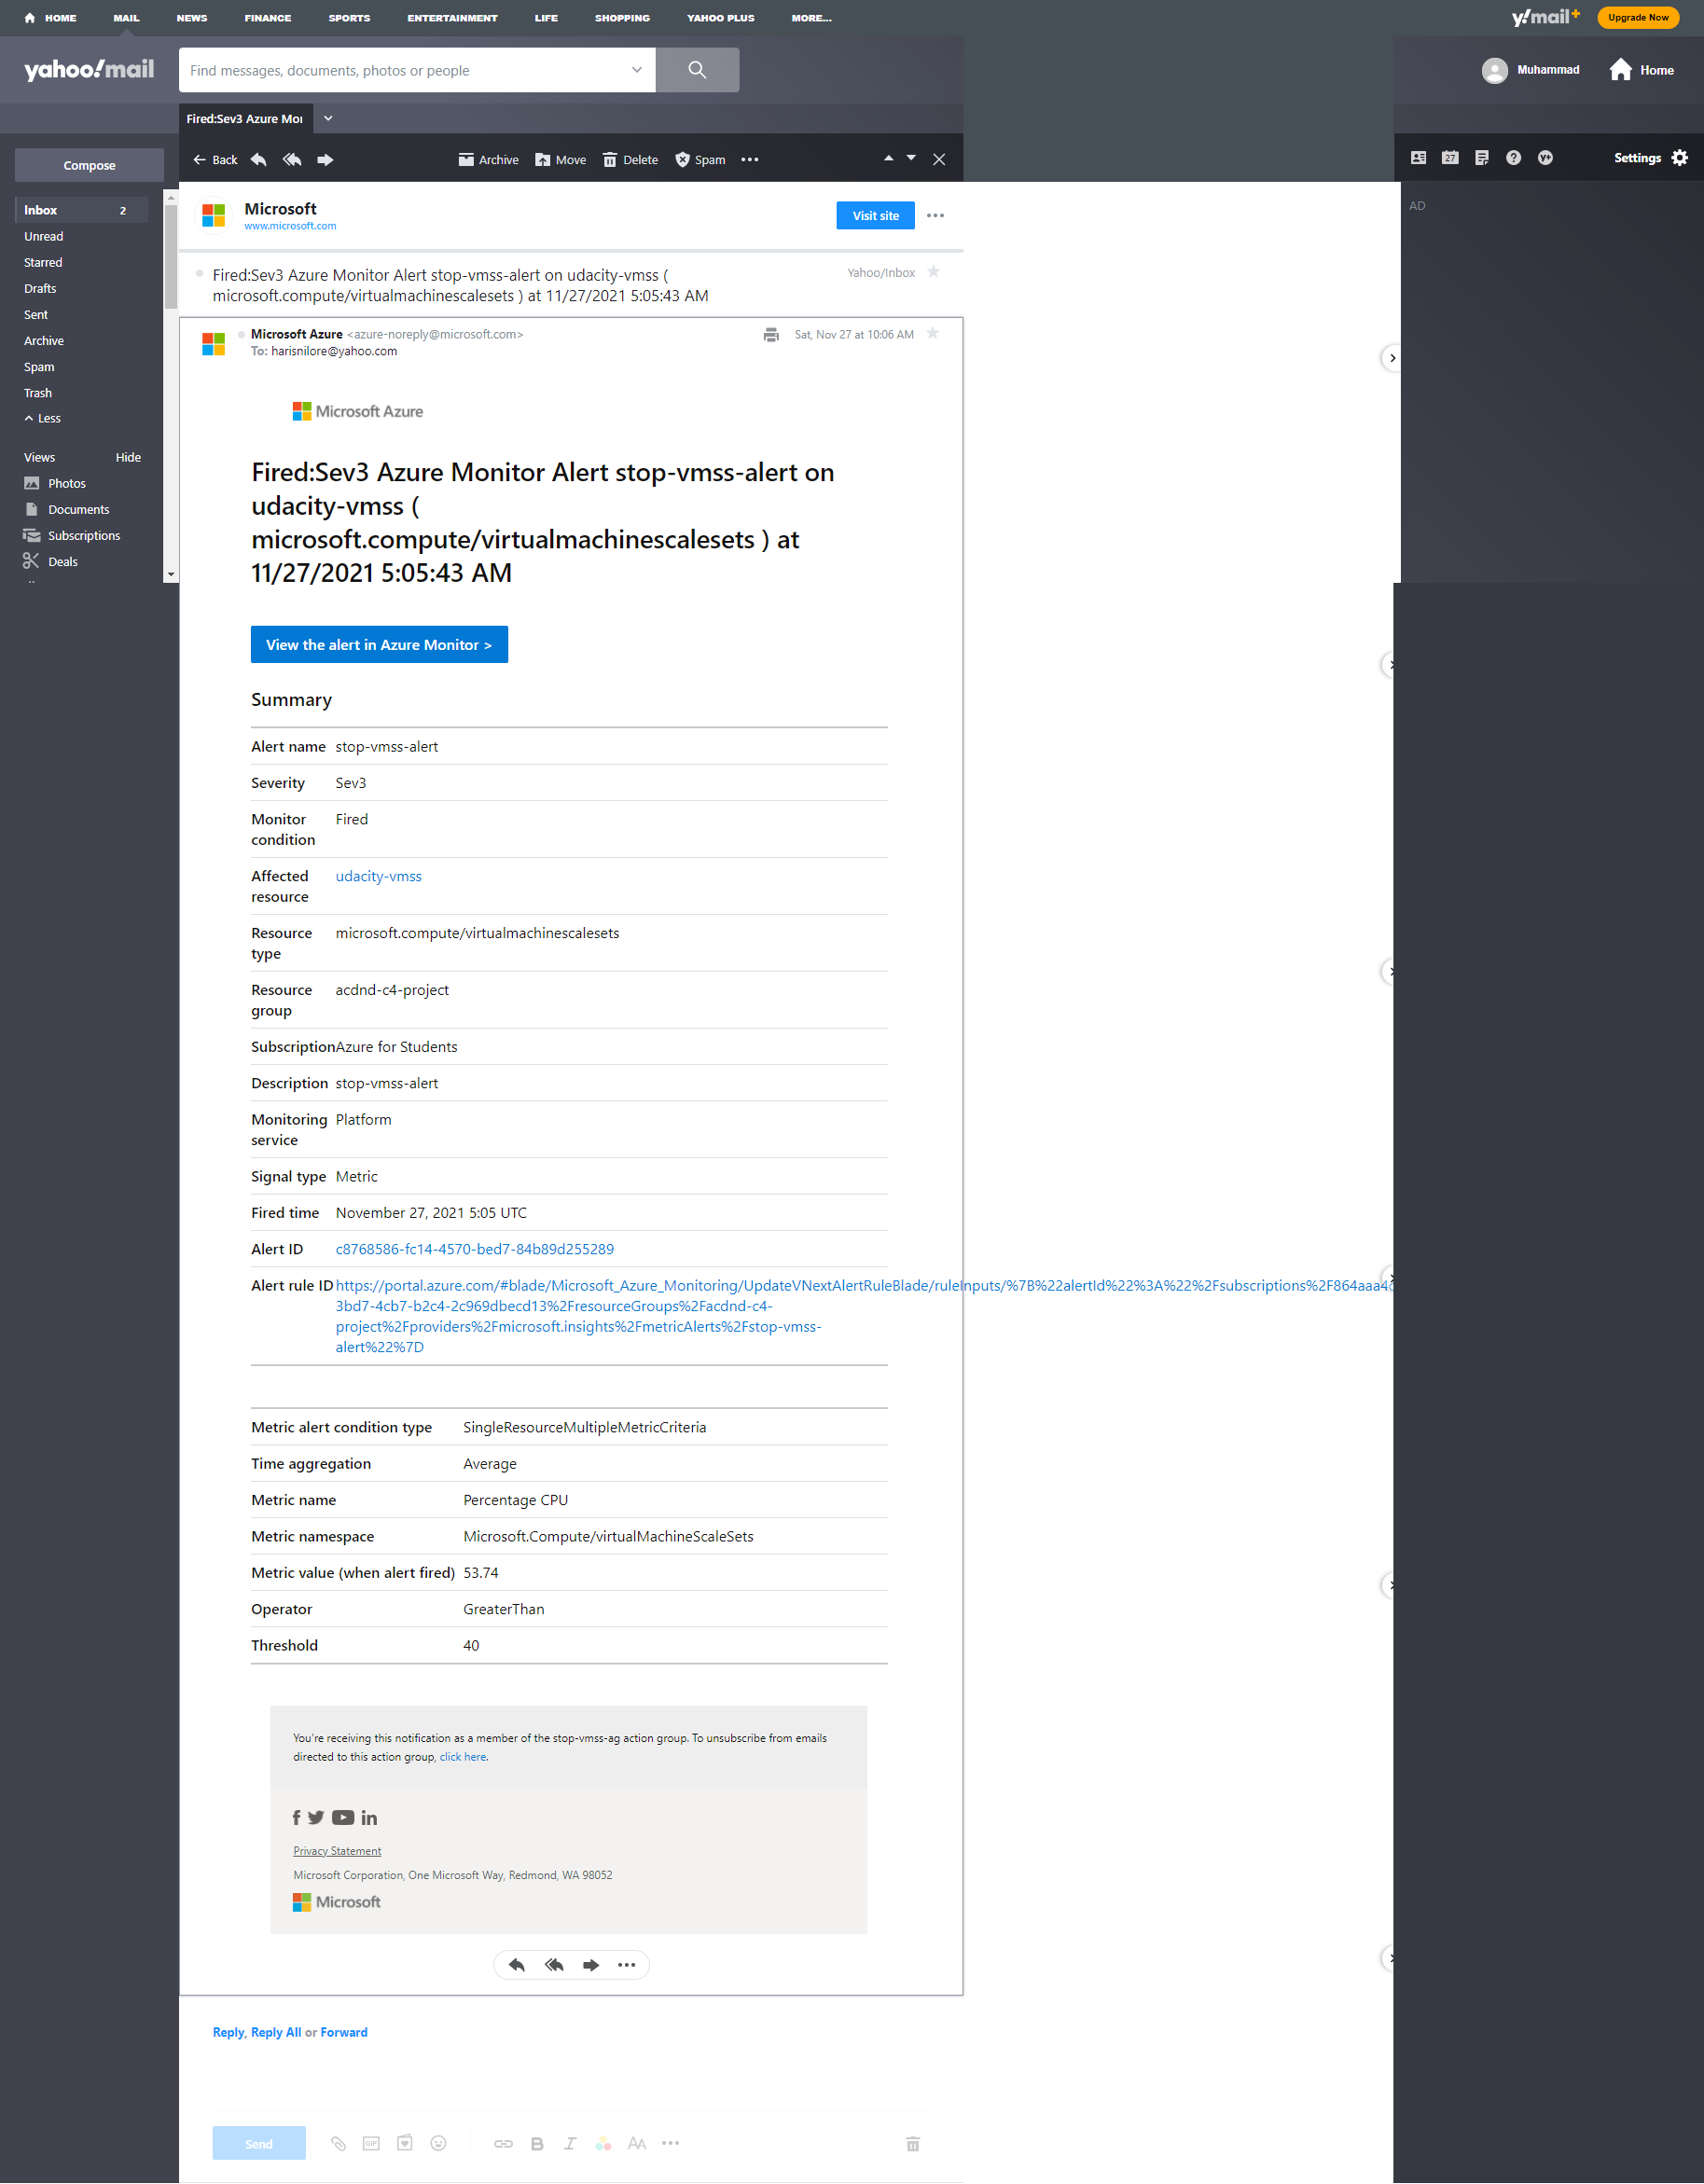 HOME MAIL NEWS FINANCE SPORTS ENTERTAINMENT LIFE SHOPPING YAHOO PLUS MORE...
y!mail+ Upgrade Now
yahoo!mail
Find messages, documents, photos or people
Muhammad Home
Fired:Sev3 Azure Mon
Compose
Back Archive Move Delete Spam
27 Settings
Inbox 2
Unread
Starred
Drafts
Sent
Archive
Spam
Trash
Less
Views Hide
Photos
Documents
Subscriptions
Deals
AD
Microsoft
www.microsoft.com
Visit site
Fired:Sev3 Azure Monitor Alert stop-vmss-alert on udacity-vmss (
microsoft.compute/virtualmachinescalesets ) at 11/27/2021 5:05:43 AM
Yahoo/Inbox
Microsoft Azure <azure-noreply@microsoft.com>
To: harisnilore@yahoo.com
Sat, Nov 27 at 10:06 AM
Microsoft Azure
Fired:Sev3 Azure Monitor Alert stop-vmss-alert on
udacity-vmss (
microsoft.compute/virtualmachinescalesets ) at
11/27/2021 5:05:43 AM
View the alert in Azure Monitor >
Summary
Alert name stop-vmss-alert
Severity Sev3
Monitor condition Fired
Affected resource udacity-vmss
Resource type microsoft.compute/virtualmachinescalesets
Resource group acdnd-c4-project
Subscription Azure for Students
Description stop-vmss-alert
Monitoring service Platform
Signal type Metric
Fired time November 27, 2021 5:05 UTC
Alert ID c8768586-fc14-4570-bed7-84b89d255289
Alert rule ID https://portal.azure.com/#blade/Microsoft_Azure_Monitoring/UpdateVNextAlertRuleBlade/ruleInputs/%7B%22alertId%22%3A%22%2Fsubscriptions%2F864aaa4
3bd7-4cb7-b2c4-2c969dbecd13%2FresourceGroups%2Facdnd-c4-
project%2Fproviders%2Fmicrosoft.insights%2FmetricAlerts%2Fstop-vmss-
alert%22%7D
Metric alert condition type SingleResourceMultipleMetricCriteria
Time aggregation Average
Metric name Percentage CPU
Metric namespace Microsoft.Compute/virtualMachineScaleSets
Metric value (when alert fired) 53.74
Operator GreaterThan
Threshold 40
You're receiving this notification as a member of the stop-vmss-ag action group. To unsubscribe from emails
directed to this action group, click here.
Privacy Statement
Microsoft Corporation, One Microsoft Way, Redmond, WA 98052
Microsoft
Reply, Reply All or Forward
Send GIF B I AA